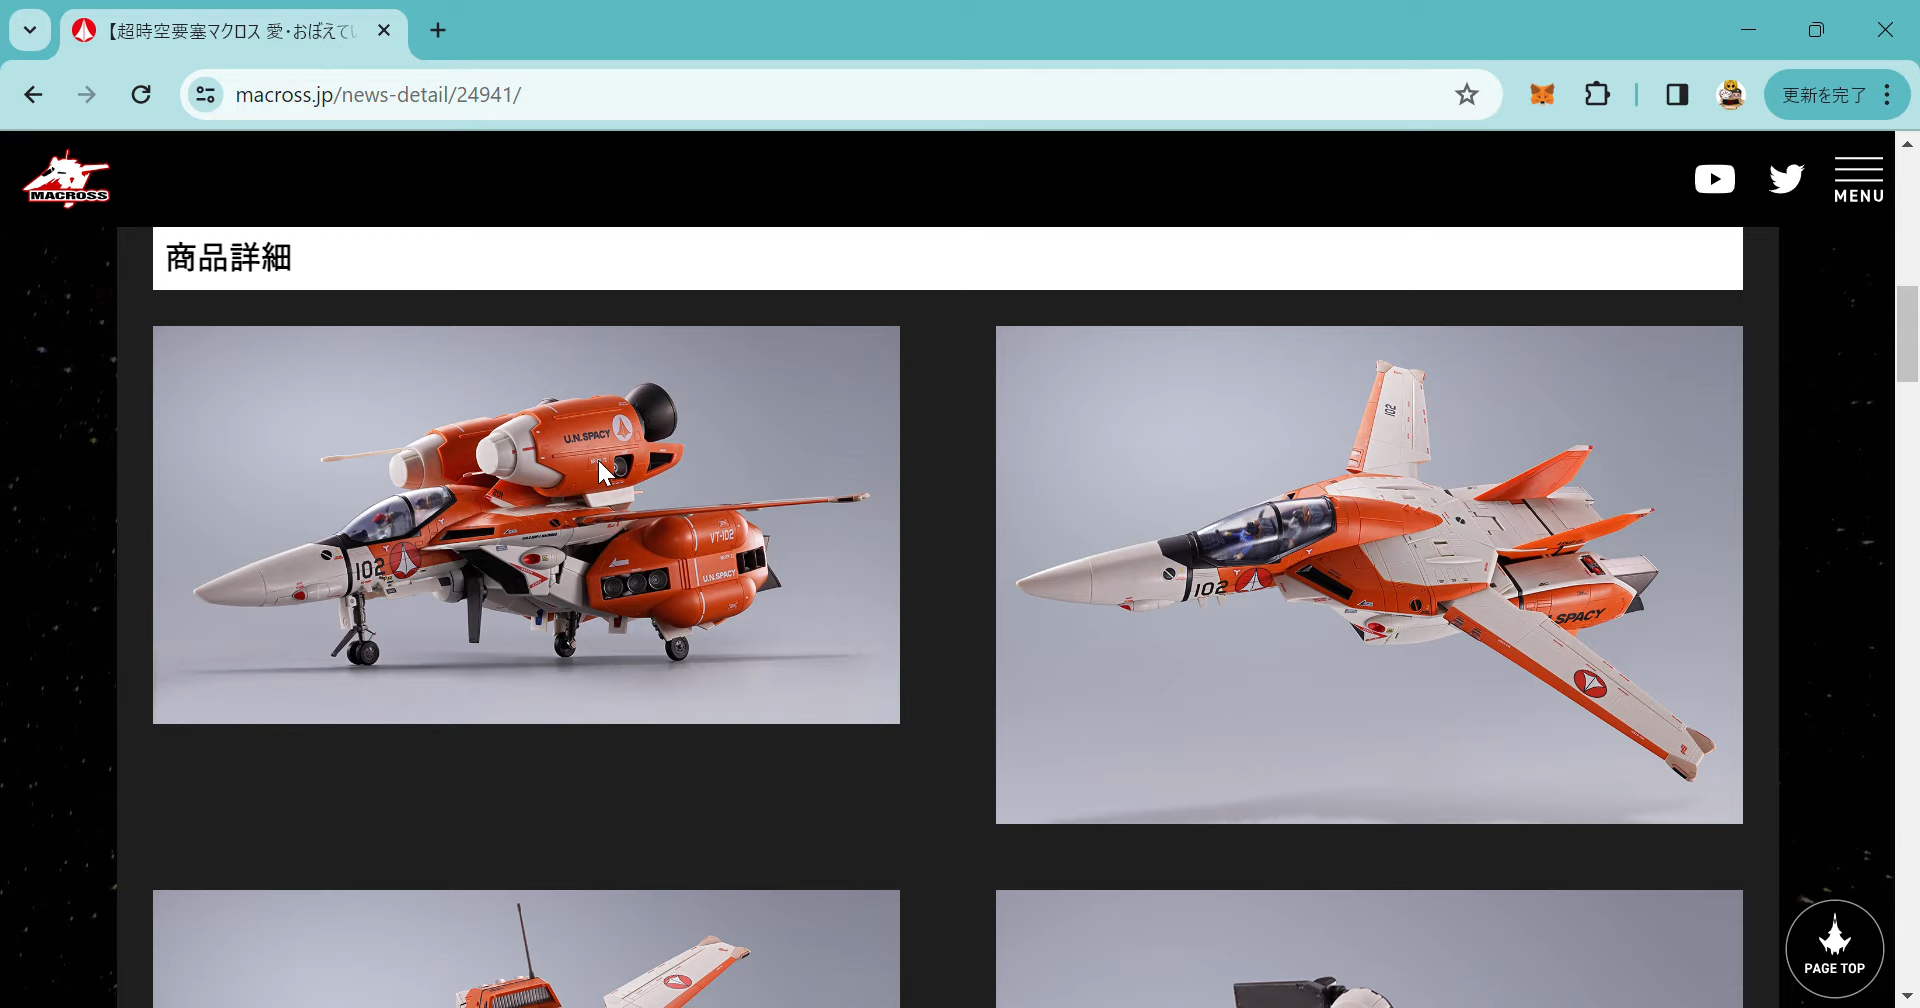 【超時空要塞マクロス 愛・おぼえてい
macross.jp/news-detail/24941/
更新を完了
MACROSS
MENU
商品詳細
U.N.SPACY
VT-102
U.N.SPACY
102
102
102
SPACY
PAGE TOP